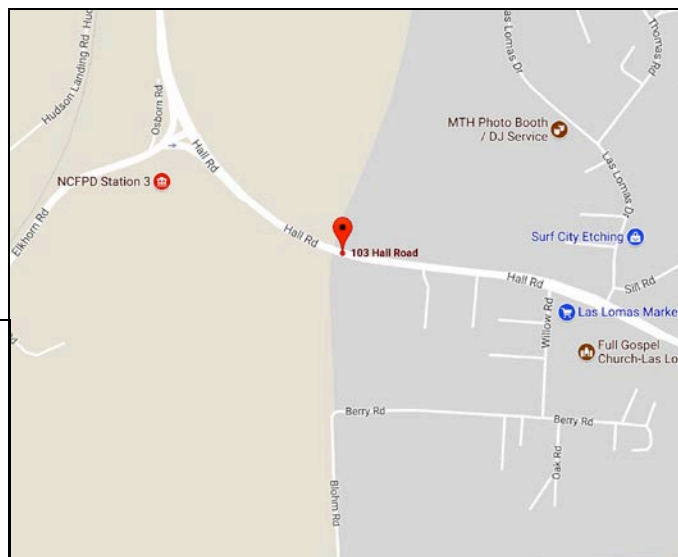 Las Lomas Dr
Thomas Rd
Hudson Landing Rd
Hud
Osborn Rd
MTH Photo Booth
/ DJ Service
Hall Rd
NCFPD Station 3
Las Lomas Dr
Elkhorn Rd
Hall Rd
103 Hall Road
Surf City Etching
Hall Rd
Sill Rd
Las Lomas Marke
Willow Rd
Full Gospel
Church-Las Lo
Berry Rd
Berry Rd
Oak Rd
Blohm Rd